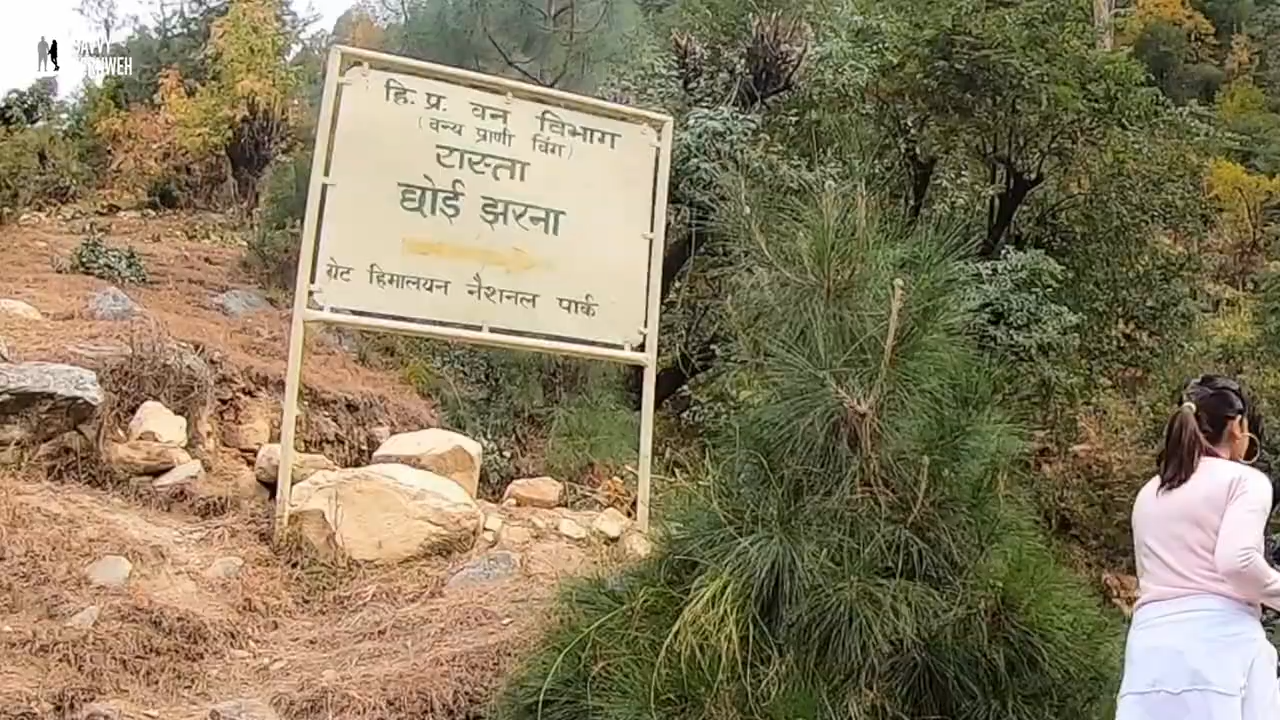 हि. प्र. वन विभाग
(वन्य प्राणी विंग)
रास्ता
छोई झरना
ग्रेट हिमालयन नैशनल पार्क